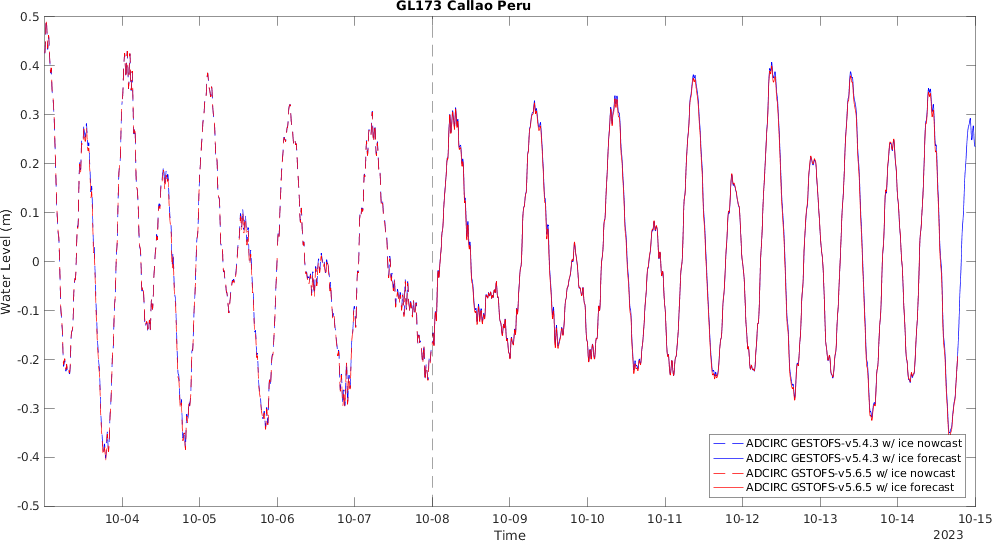 GL173 Callao Peru
0.5
0.4
0.3
0.2
0.1
0
-0.1
-0.2
-0.3
-0.4
-0.5
Water Level (m)
ADCIRC GESTOFS-v5.4.3 w/ ice nowcast
ADCIRC GESTOFS-v5.4.3 w/ ice forecast
ADCIRC GSTOFS-v5.6.5 w/ ice nowcast
ADCIRC GSTOFS-v5.6.5 w/ ice forecast
10-04 10-05 10-06 10-07 10-08 10-09 10-10 10-11 10-12 10-13 10-14 10-15
Time
2023